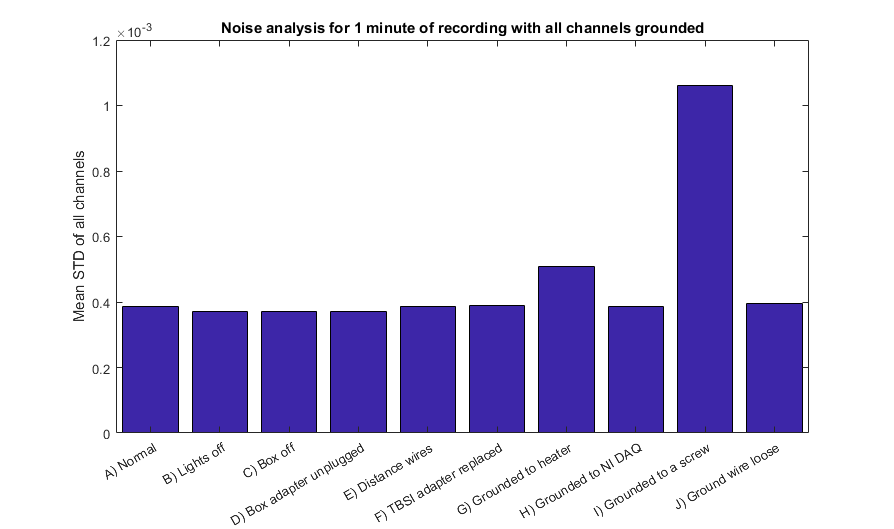 Noise analysis for 1 minute of recording with all channels grounded
×10-3
Mean STD of all channels
1.2
1
0.8
0.6
0.4
0.2
0
A) Normal
B) Lights off
C) Box off
D) Box adapter unplugged
E) Distance wires
F) TBSI adapter replaced
G) Grounded to heater
H) Grounded to NI DAQ
I) Grounded to a screw
J) Ground wire loose